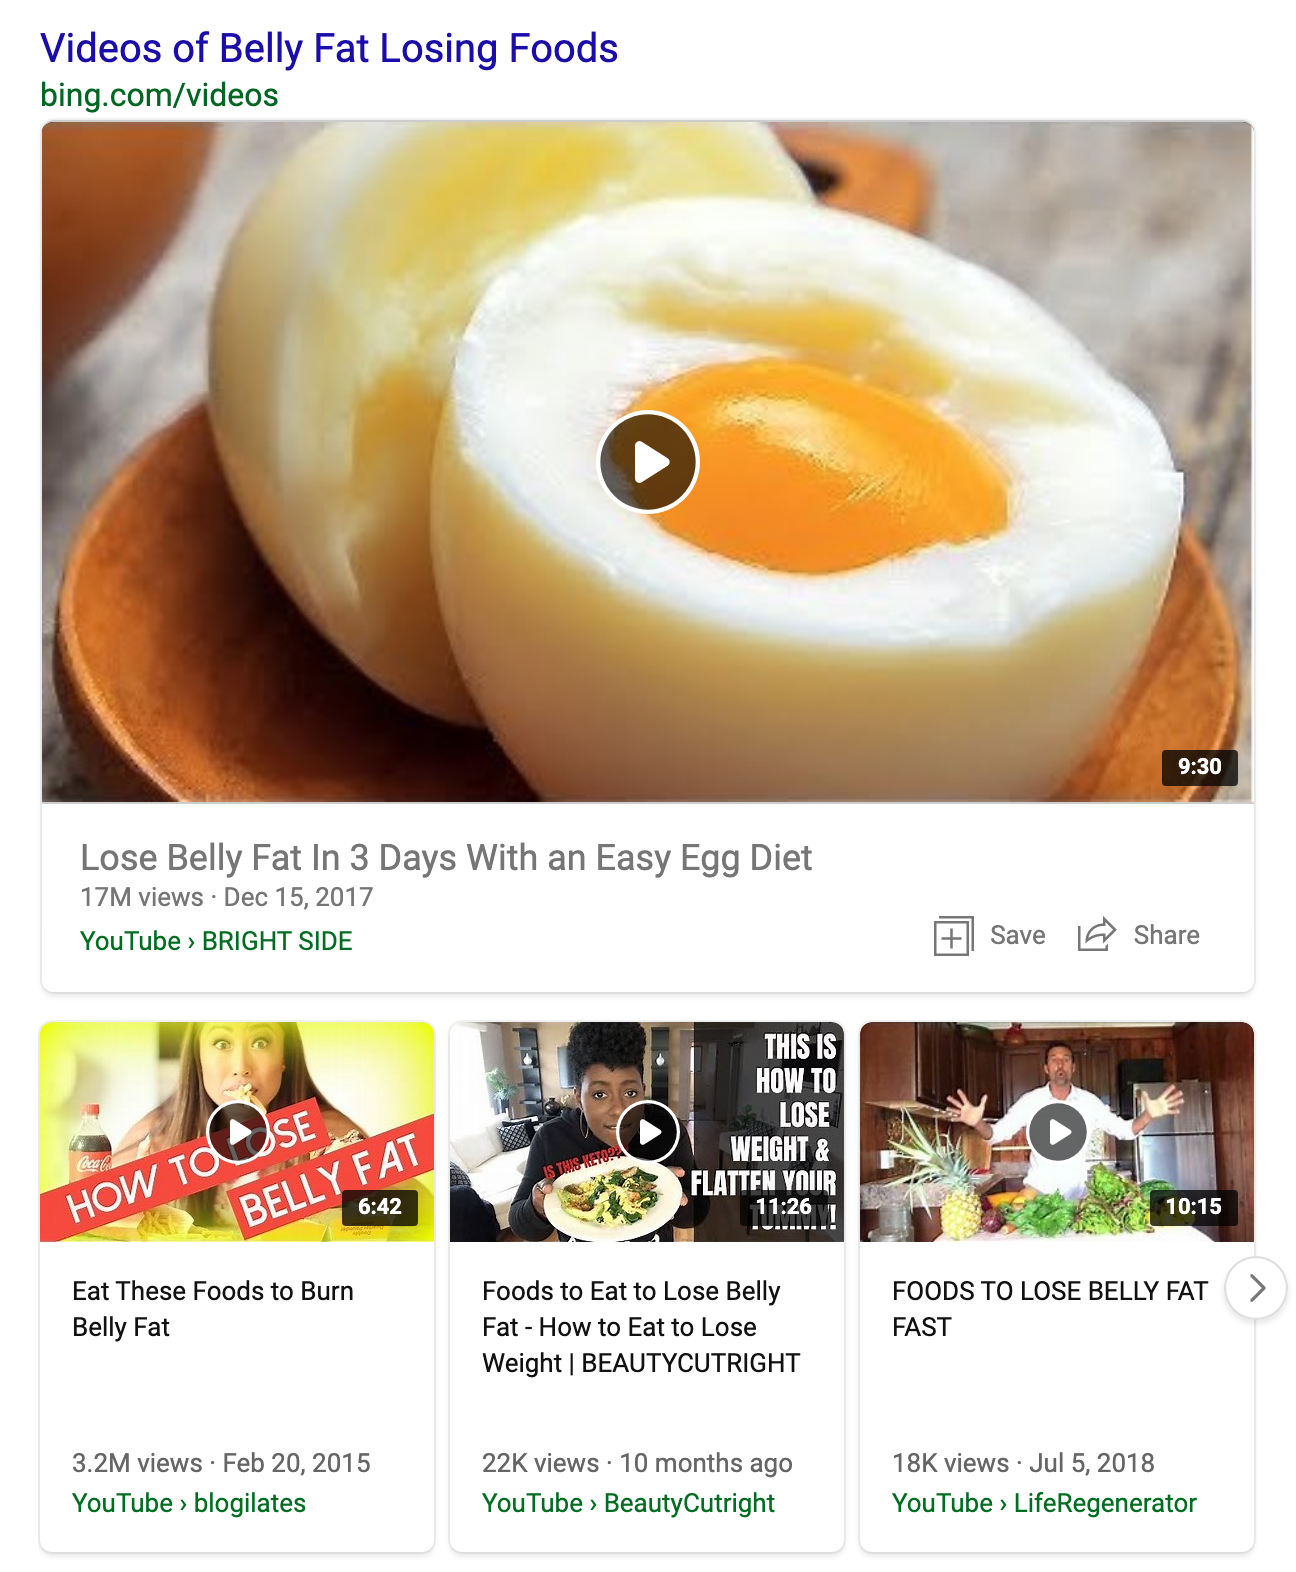 Videos of Belly Fat Losing Foods
bing.com/videos
9:30
Lose Belly Fat In 3 Days With an Easy Egg Diet
17M views · Dec 15, 2017
YouTube › BRIGHT SIDE
Save
Share
Coca-C
HOW TO LOSE
BELLY FAT
6:42
Eat These Foods to Burn
Belly Fat
3.2M views · Feb 20, 2015
YouTube › blogilates
THIS IS
HOW TO
LOSE
WEIGHT &
FLATTEN YOUR
TUMMY!
IS THIS KETO??
11:26
Foods to Eat to Lose Belly
Fat - How to Eat to Lose
Weight | BEAUTYCUTRIGHT
22K views · 10 months ago
YouTube › BeautyCutright
10:15
FOODS TO LOSE BELLY FAT
FAST
18K views · Jul 5, 2018
YouTube › LifeRegenerator